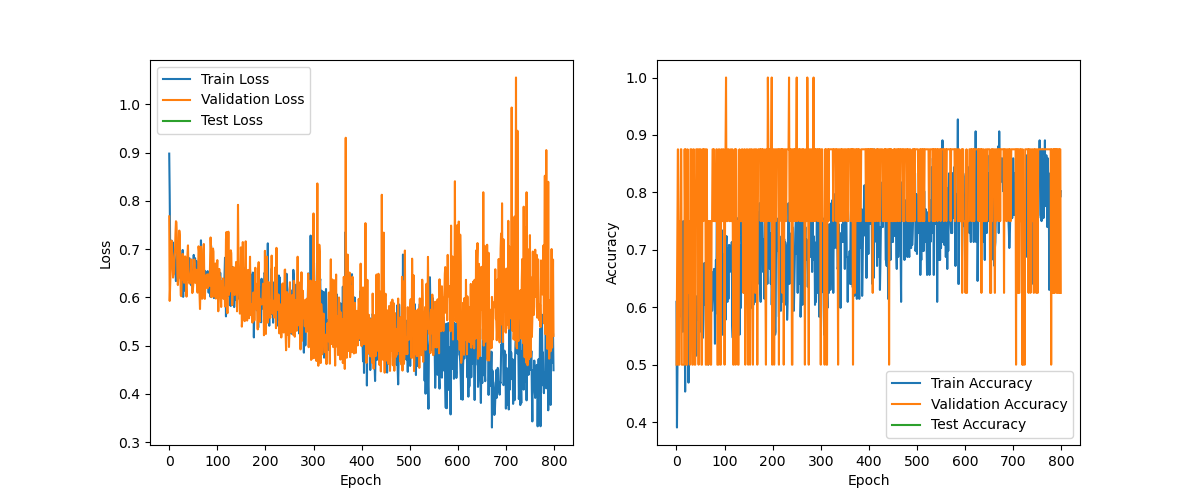 Train Loss
Validation Loss
Test Loss
1.0
0.9
0.8
0.7
0.6
0.5
0.4
0.3
Loss
0 100 200 300 400 500 600 700 800
Epoch
1.0
0.9
0.8
0.7
0.6
0.5
0.4
Accuracy
Train Accuracy
Validation Accuracy
Test Accuracy
0 100 200 300 400 500 600 700 800
Epoch